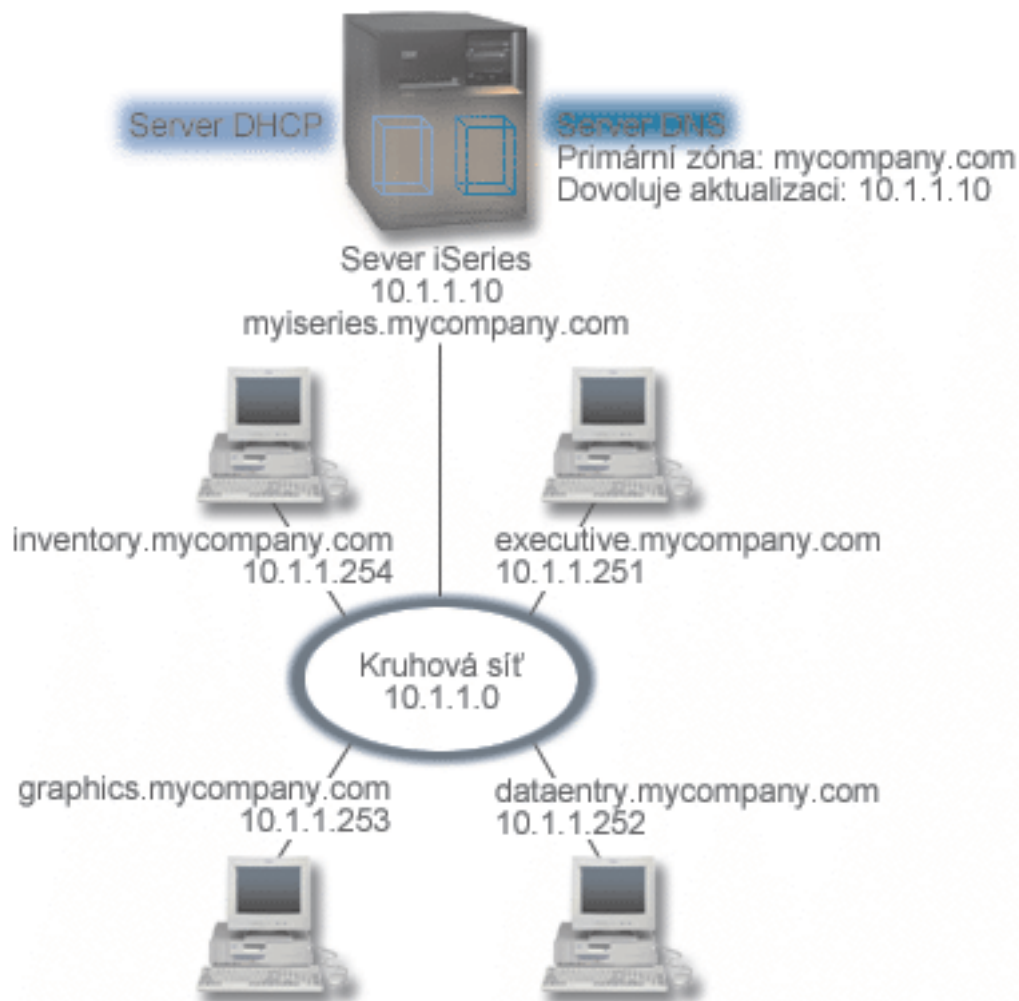 Server DHCP
Server DNS
Primární zóna: mycompany.com
Dovoluje aktualizaci: 10.1.1.10
Sever iSeries
10.1.1.10
myiseries.mycompany.com
inventory.mycompany.com
10.1.1.254
executive.mycompany.com
10.1.1.251
Kruhová síť
10.1.1.0
graphics.mycompany.com
10.1.1.253
dataentry.mycompany.com
10.1.1.252